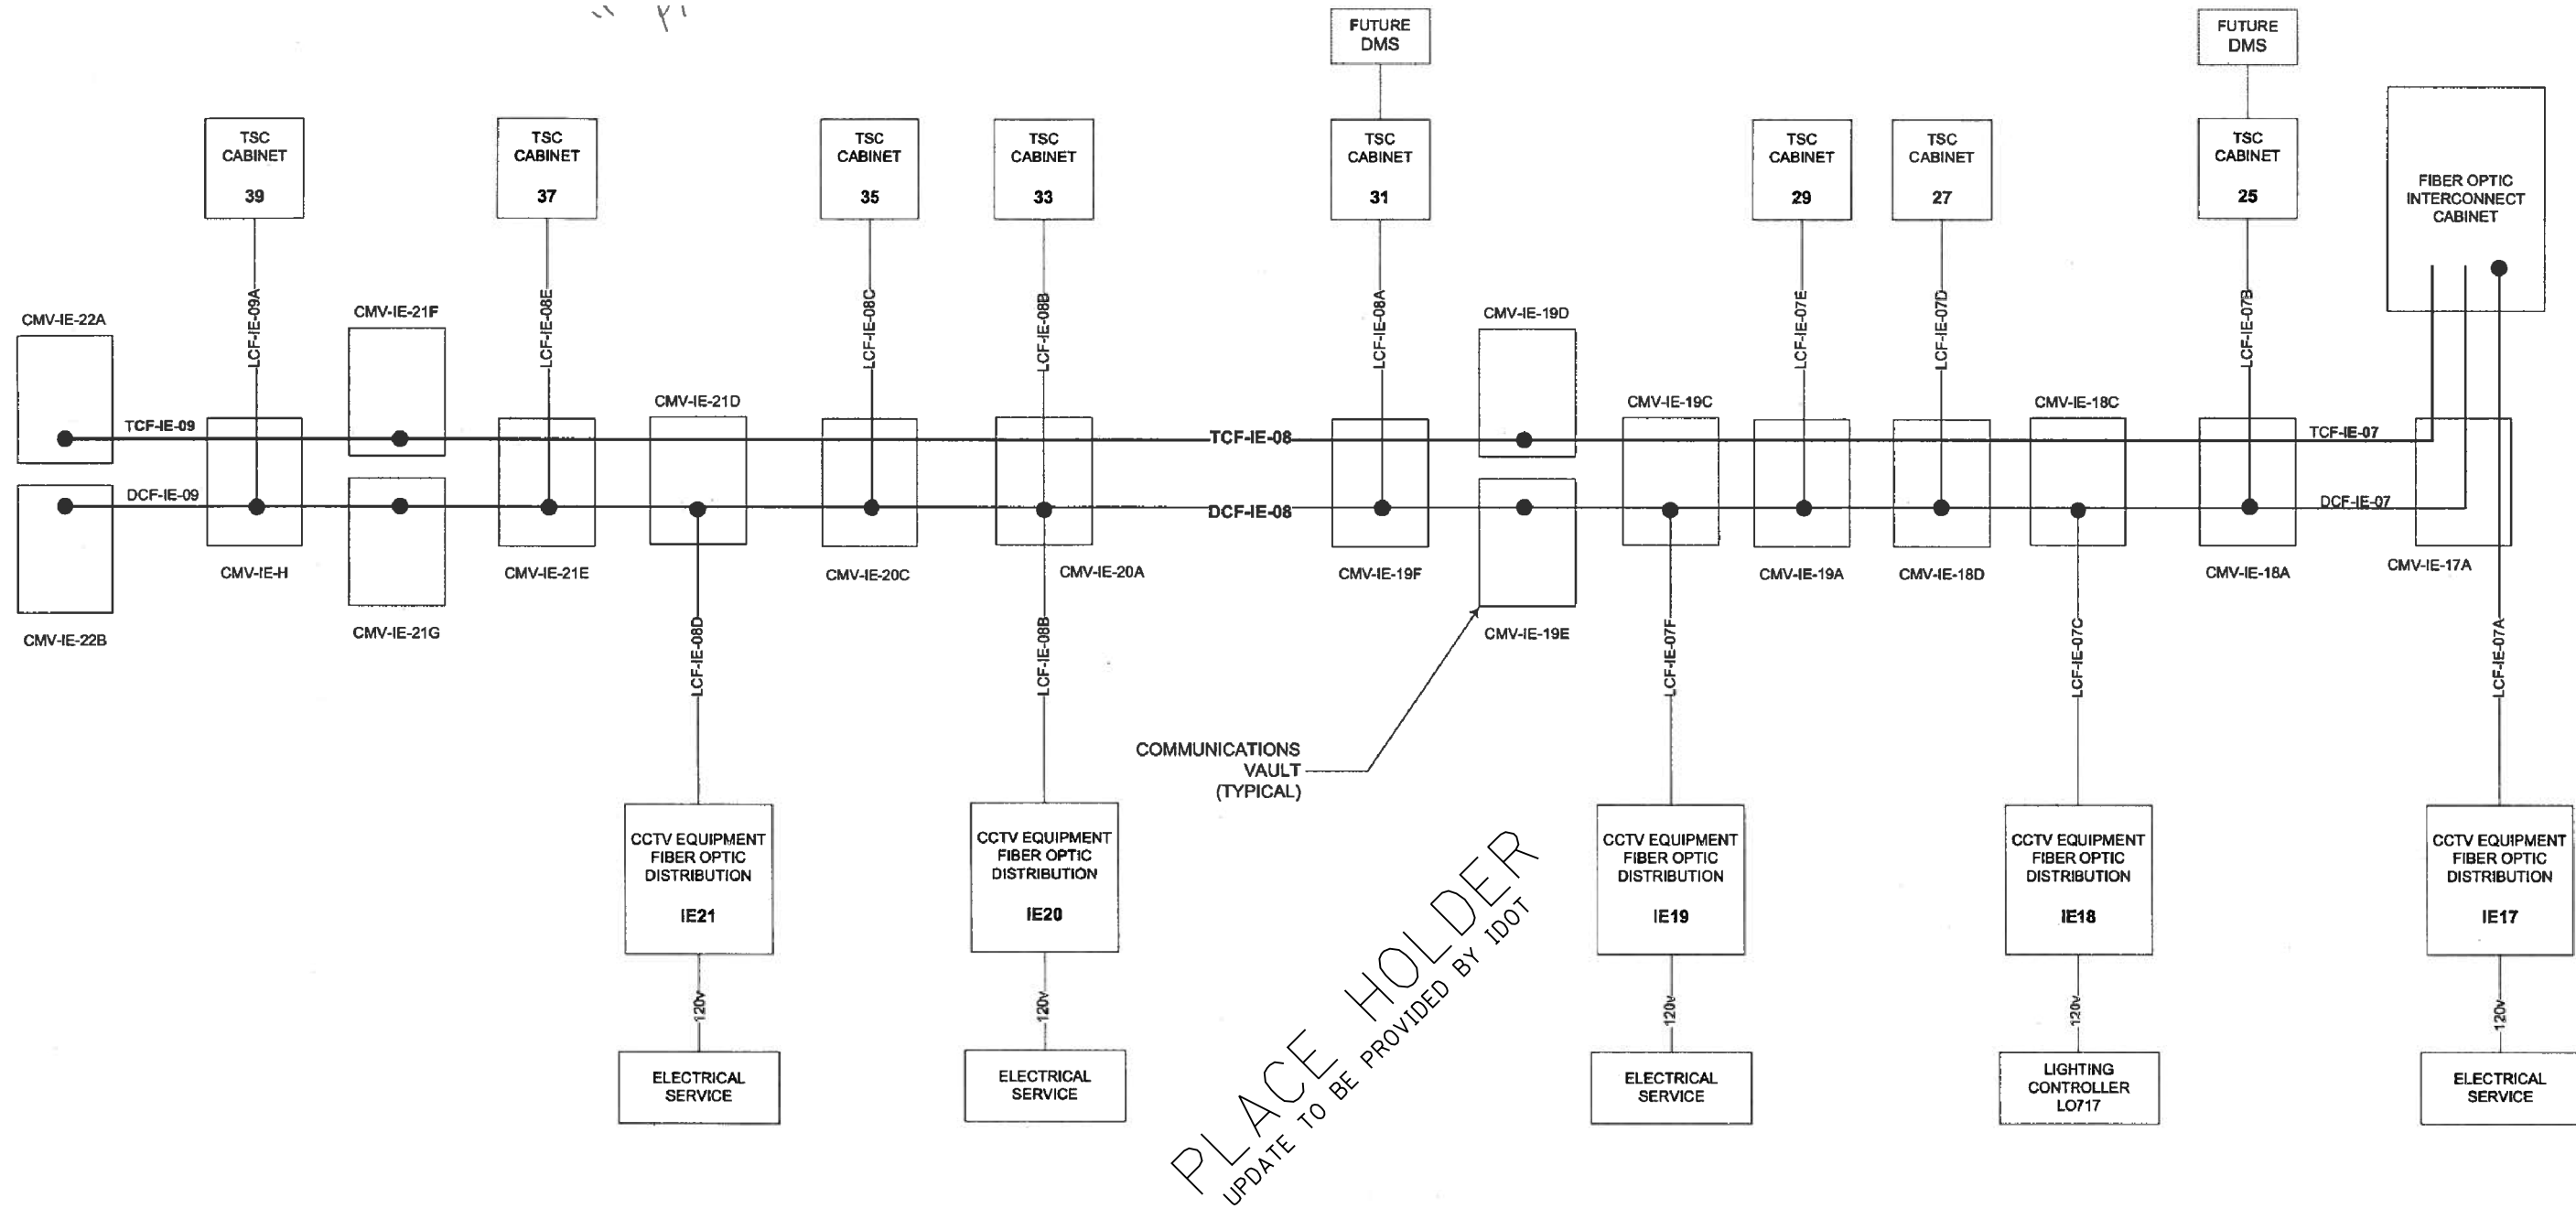 FUTURE
DMS
FUTURE
DMS
TSC
CABINET
39
TSC
CABINET
37
TSC
CABINET
35
TSC
CABINET
33
TSC
CABINET
31
TSC
CABINET
29
TSC
CABINET
27
TSC
CABINET
25
FIBER OPTIC
INTERCONNECT
CABINET
LCF-IE-09A
LCF-IE-08E
LCF-IE-08C
LCF-IE-08B
LCF-IE-08A
LCF-IE-07E
LCF-IE-07D
LCF-IE-07B
CMV-IE-22A
CMV-IE-21F
CMV-IE-19D
CMV-IE-21D
CMV-IE-19C
CMV-IE-18C
TCF-IE-09
TCF-IE-08
TCF-IE-07
DCF-IE-09
DCF-IE-08
DCF-IE-07
CMV-IE-H
CMV-IE-21E
CMV-IE-20C
CMV-IE-20A
CMV-IE-19F
CMV-IE-19A
CMV-IE-18D
CMV-IE-18A
CMV-IE-17A
CMV-IE-22B
CMV-IE-21G
CMV-IE-19E
LCF-IE-08D
LCF-IE-08B
LCF-IE-07F
LCF-IE-07C
LCF-IE-07A
COMMUNICATIONS
VAULT
(TYPICAL)
CCTV EQUIPMENT
FIBER OPTIC
DISTRIBUTION
IE21
CCTV EQUIPMENT
FIBER OPTIC
DISTRIBUTION
IE20
CCTV EQUIPMENT
FIBER OPTIC
DISTRIBUTION
IE19
CCTV EQUIPMENT
FIBER OPTIC
DISTRIBUTION
IE18
CCTV EQUIPMENT
FIBER OPTIC
DISTRIBUTION
IE17
120v
120v
120v
120v
120v
ELECTRICAL
SERVICE
ELECTRICAL
SERVICE
ELECTRICAL
SERVICE
LIGHTING
CONTROLLER
LO717
ELECTRICAL
SERVICE
PLACE HOLDER
UPDATE TO BE PROVIDED BY IDOT